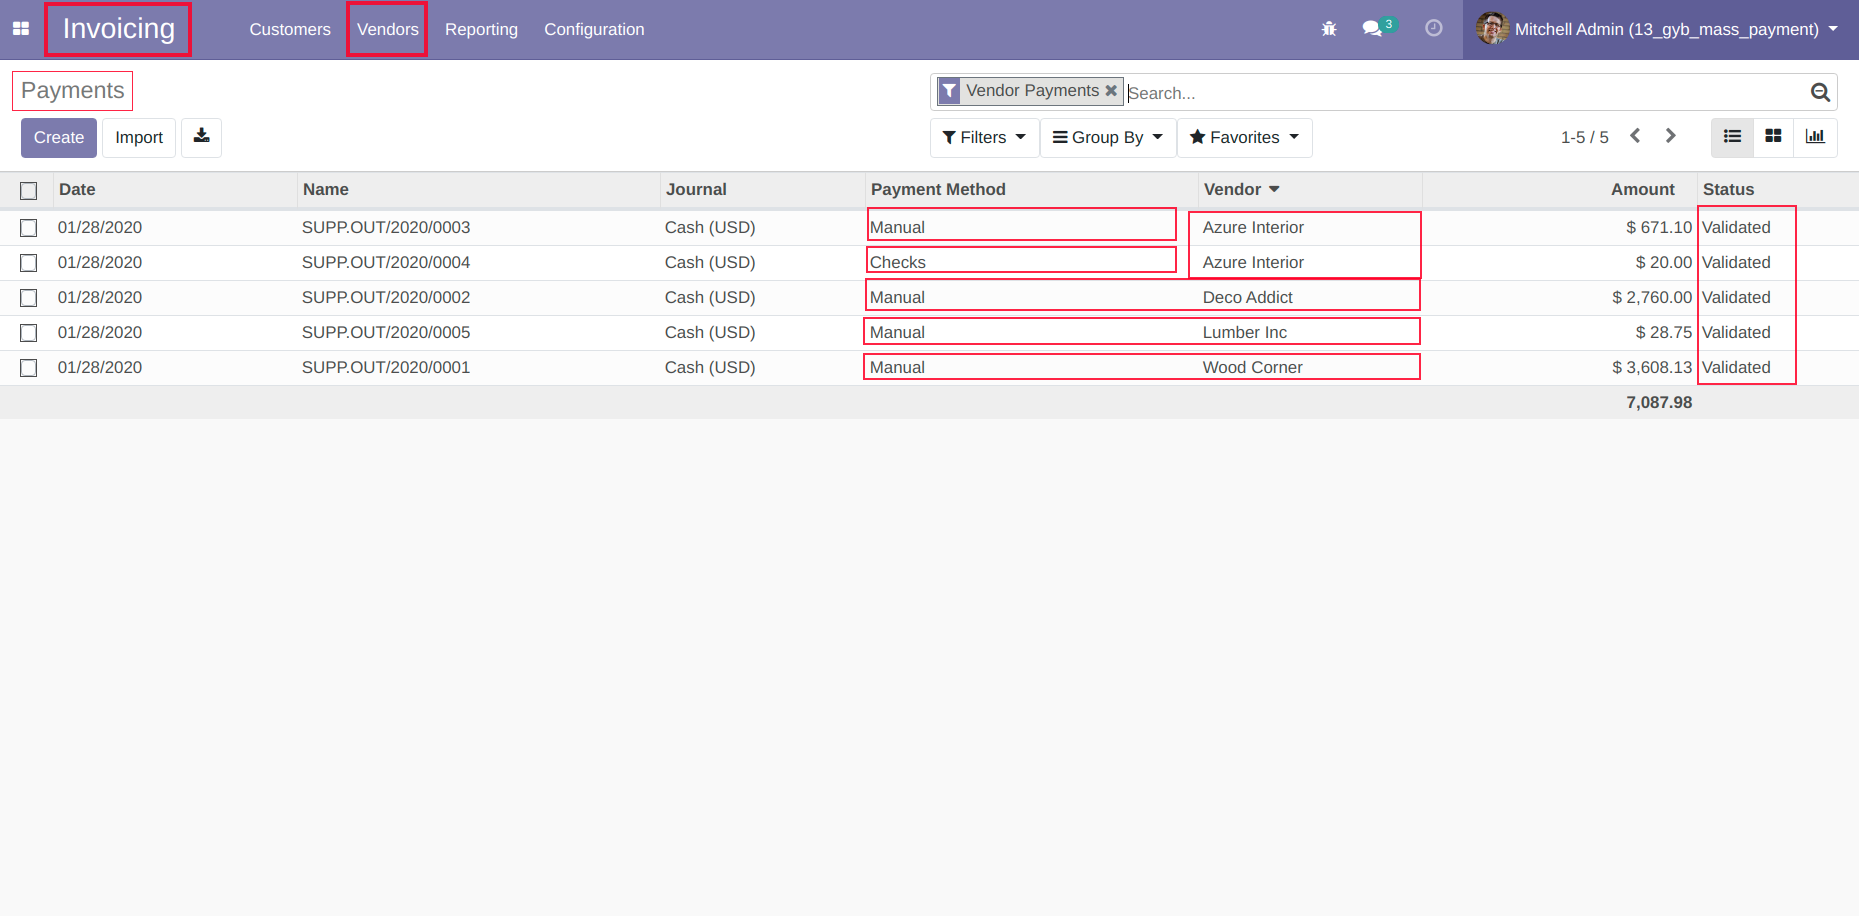 Invoicing Customers Vendors Reporting Configuration 3 Mitchell Admin (13_gyb_mass_payment)
Payments Vendor Payments Search...
Create Import Filters Group By Favorites 1-5 / 5
Date Name Journal Payment Method Vendor Amount Status
01/28/2020 SUPP.OUT/2020/0003 Cash (USD) Manual Azure Interior $ 671.10 Validated
01/28/2020 SUPP.OUT/2020/0004 Cash (USD) Checks Azure Interior $ 20.00 Validated
01/28/2020 SUPP.OUT/2020/0002 Cash (USD) Manual Deco Addict $ 2,760.00 Validated
01/28/2020 SUPP.OUT/2020/0005 Cash (USD) Manual Lumber Inc $ 28.75 Validated
01/28/2020 SUPP.OUT/2020/0001 Cash (USD) Manual Wood Corner $ 3,608.13 Validated
7,087.98